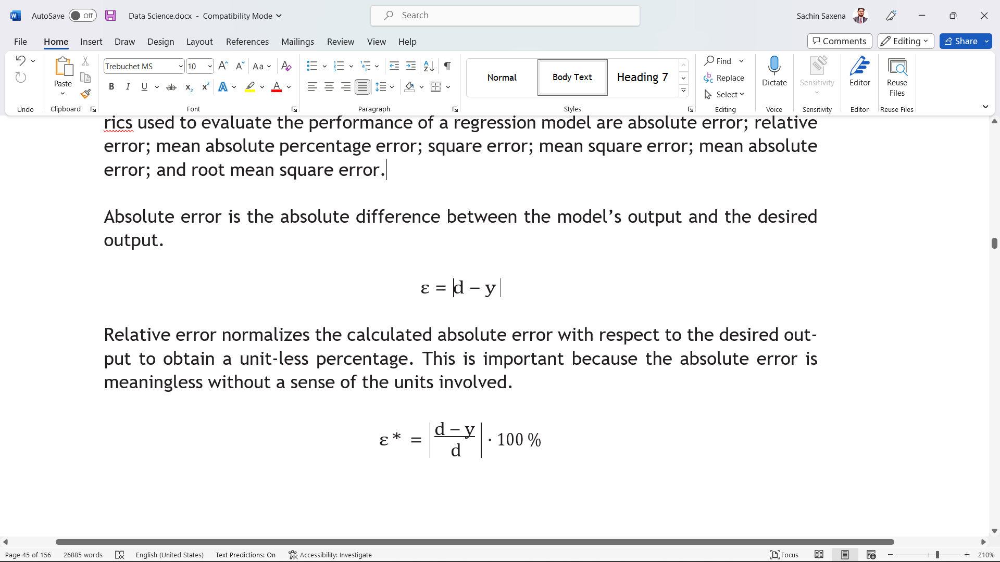 AutoSave Off Data Science.docx - Compatibility Mode Search Sachin Saxena
File Home Insert Draw Design Layout References Mailings Review View Help Comments Editing Share
Trebuchet MS 10 Aa Normal Body Text Heading 7 Find
Paste Replace Dictate Sensitivity Editor Reuse Files
B I U ab x₂ x² A A Select
Undo Clipboard Font Paragraph Styles Editing Voice Sensitivity Editor Reuse Files
rics used to evaluate the performance of a regression model are absolute error; relative
error; mean absolute percentage error; square error; mean square error; mean absolute
error; and root mean square error.
Absolute error is the absolute difference between the model’s output and the desired
output.
ε = |d − y|
Relative error normalizes the calculated absolute error with respect to the desired out-
put to obtain a unit-less percentage. This is important because the absolute error is
meaningless without a sense of the units involved.
ε* = |(d − y)/d| · 100 %
Page 45 of 156 26885 words English (United States) Text Predictions: On Accessibility: Investigate Focus 210%